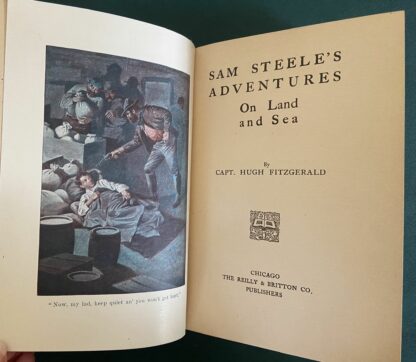 "Now, my lad, keep quiet an' you won't get hurt."
SAM STEELE'S
ADVENTURES
On Land
and Sea
By
CAPT. HUGH FITZGERALD
CHICAGO
THE REILLY & BRITTON CO.
PUBLISHERS